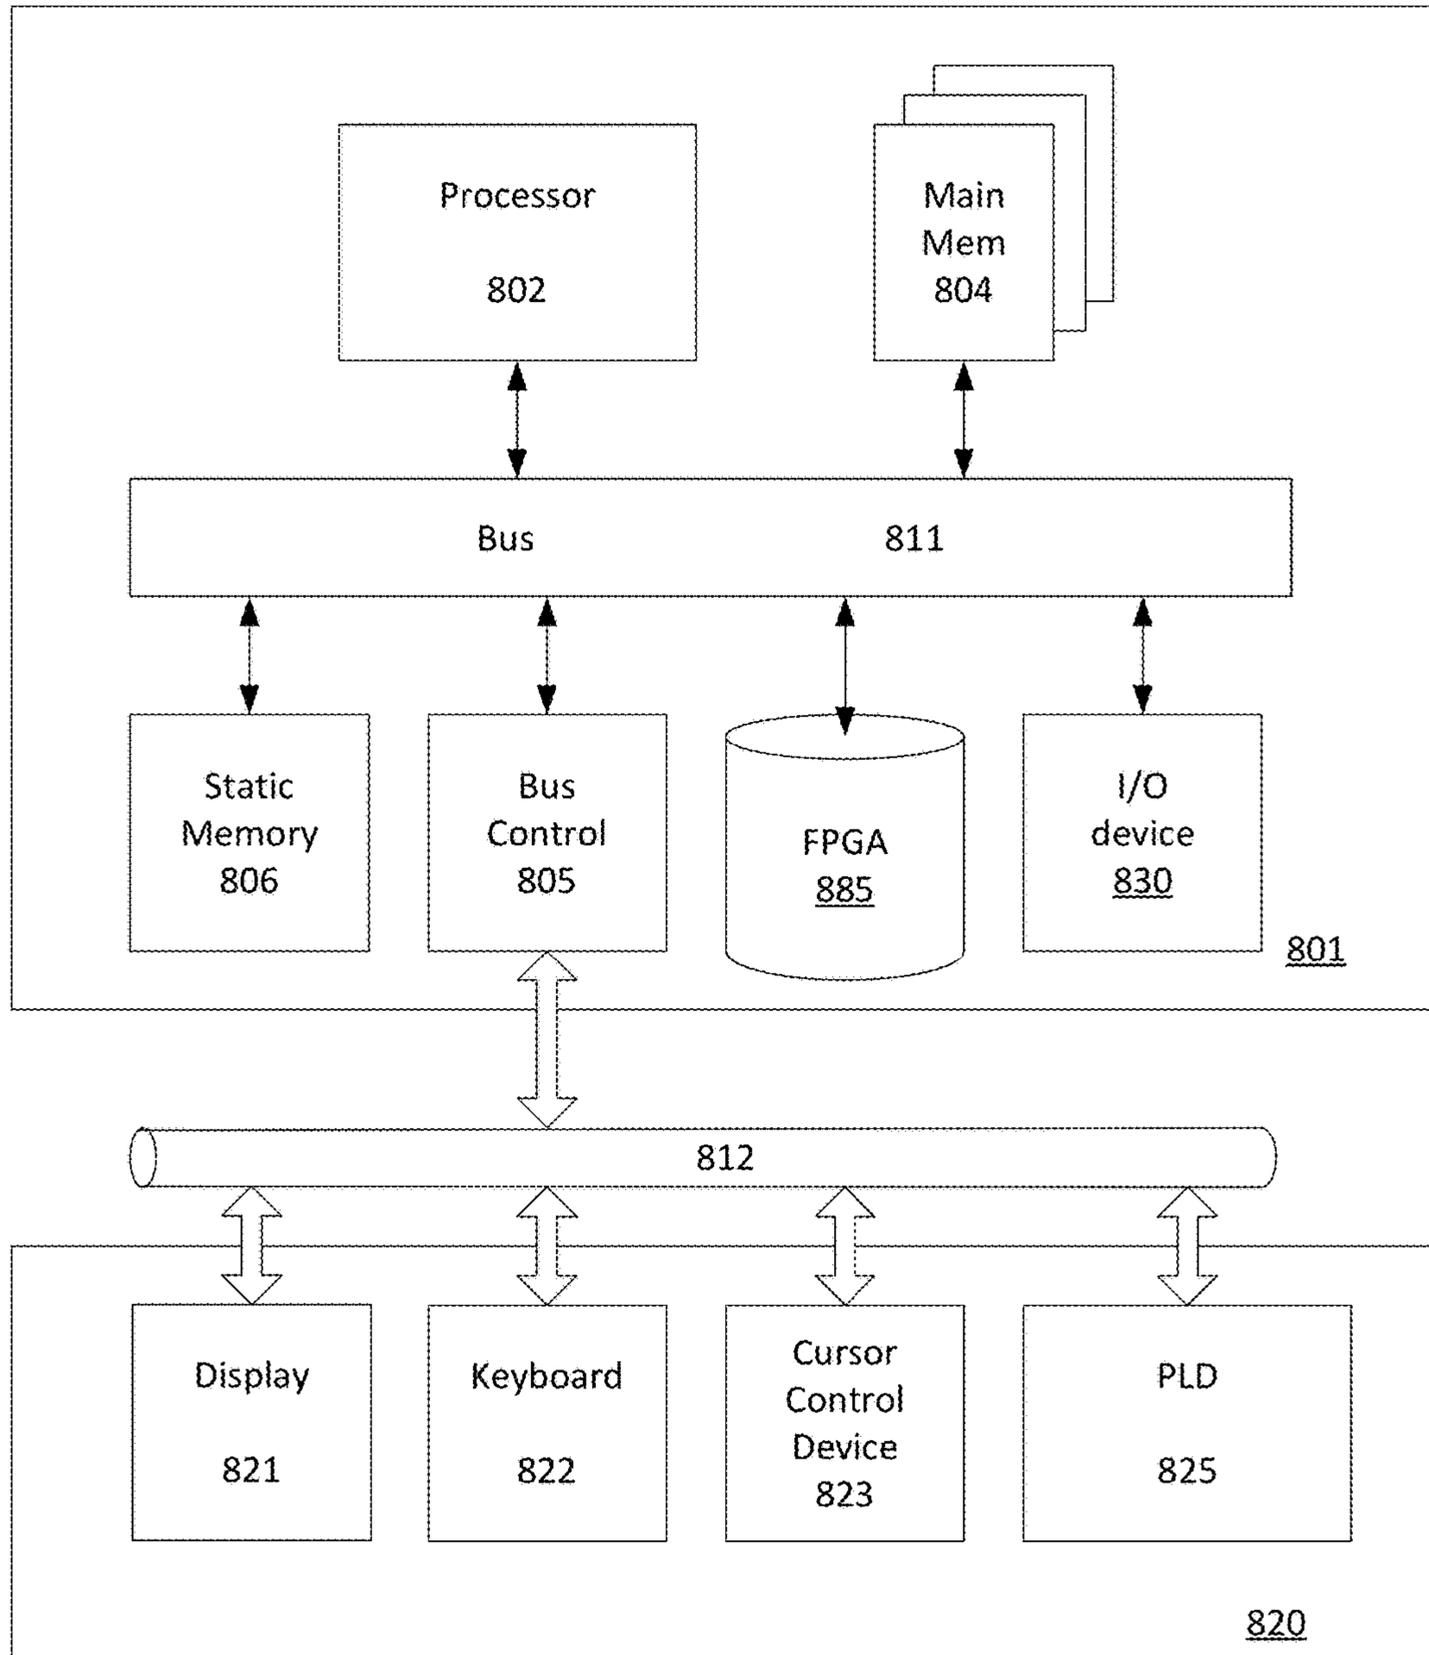 Processor
802
Main
Mem
804
Bus 811
Static
Memory
806
Bus
Control
805
FPGA
885
I/O
device
830
801
812
Display
821
Keyboard
822
Cursor
Control
Device
823
PLD
825
820